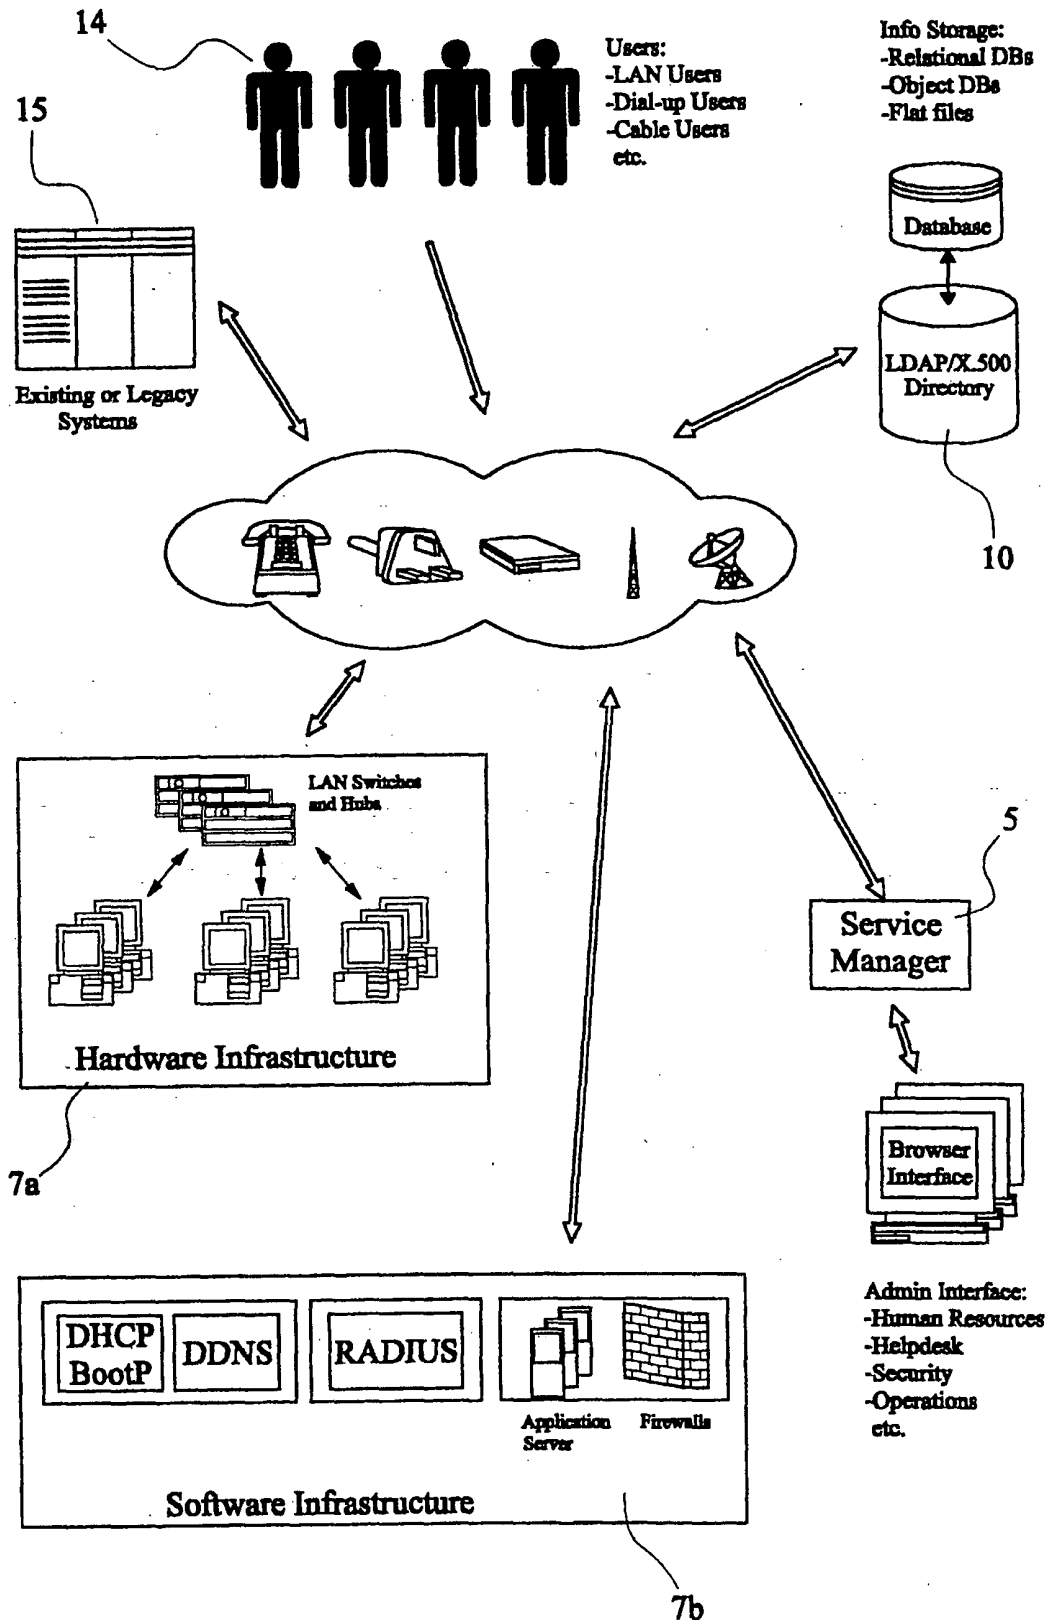 14
Users:
-LAN Users
-Dial-up Users
-Cable Users
etc.
Info Storage:
-Relational DBs
-Object DBs
-Flat files
15
Database
LDAP/X.500
Directory
Existing or Legacy
Systems
10
LAN Switches
and Hubs
5
Service
Manager
Hardware Infrastructure
7a
Browser
Interface
Admin Interface:
-Human Resources
-Helpdesk
-Security
-Operations
etc.
DHCP
BootP
DDNS
RADIUS
Application
Server
Firewalls
Software Infrastructure
7b